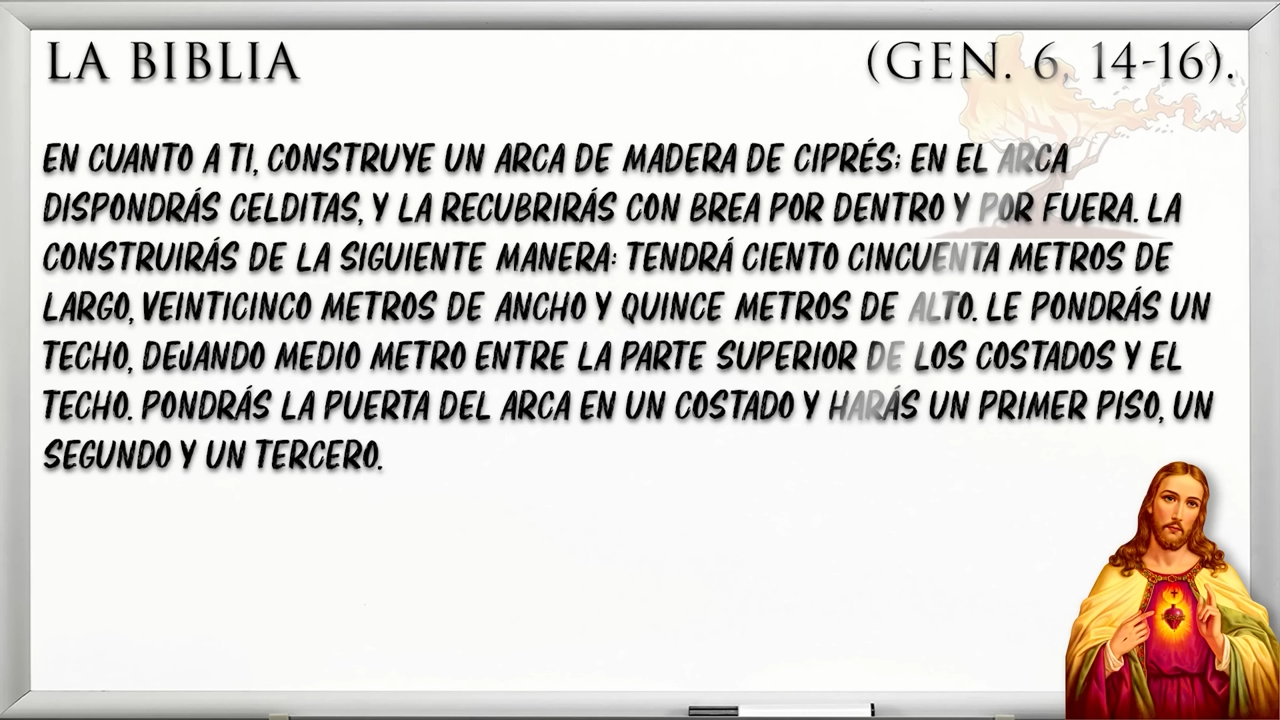 LA BIBLIA (GEN. 6, 14-16).
EN CUANTO A TI, CONSTRUYE UN ARCA DE MADERA DE CIPRÉS; EN EL ARCA
DISPONDRÁS CELDITAS, Y LA RECUBRIRÁS CON BREA POR DENTRO Y POR FUERA. LA
CONSTRUIRÁS DE LA SIGUIENTE MANERA: TENDRÁ CIENTO CINCUENTA METROS DE
LARGO, VEINTICINCO METROS DE ANCHO Y QUINCE METROS DE ALTO. LE PONDRÁS UN
TECHO, DEJANDO MEDIO METRO ENTRE LA PARTE SUPERIOR DE LOS COSTADOS Y EL
TECHO. PONDRÁS LA PUERTA DEL ARCA EN UN COSTADO Y HARÁS UN PRIMER PISO, UN
SEGUNDO Y UN TERCERO.